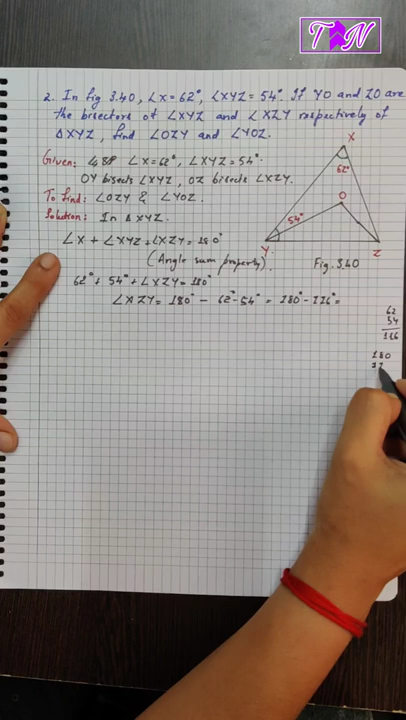 T N
2. In fig 3.40, ∠X = 62°, ∠XYZ = 54°. If YO and ZO are
the bisectors of ∠XYZ and ∠XZY respectively of
△XYZ, find ∠OZY and ∠YOZ.
Given: ∠X = 62°, ∠XYZ = 54°.
OY bisects ∠XYZ, OZ bisects ∠XZY.
To find: ∠OZY & ∠YOZ.
Solution: In △XYZ.
∠X + ∠XYZ + ∠XZY = 180°
(Angle sum property).
62° + 54° + ∠XZY = 180°
∠XZY = 180° - 62° - 54° = 180° - 116° =
X
62°
O
54°
Y
Z
Fig. 3.40
62
54
116
180
11